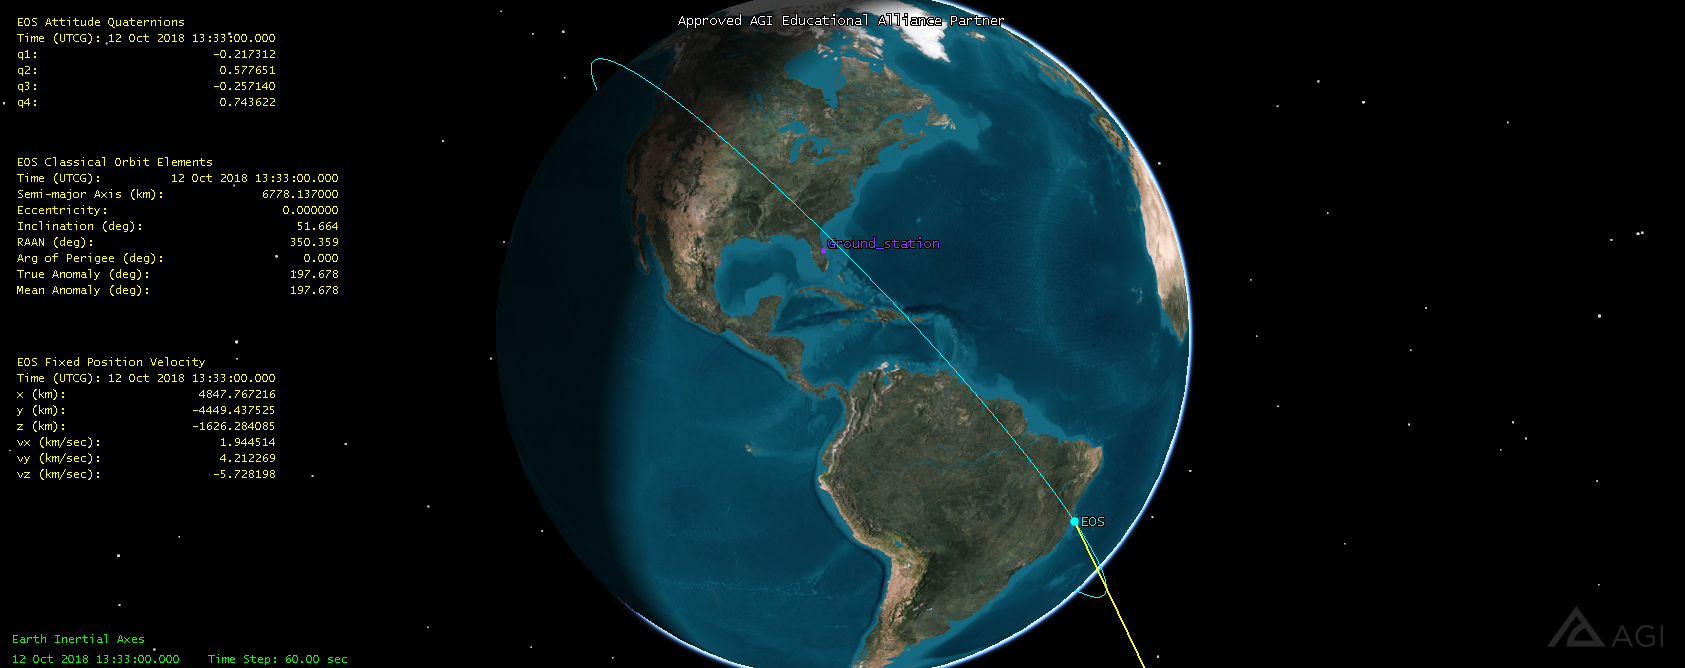 Approved AGI Educational Alliance Partner
EOS Attitude Quaternions
Time (UTCG): 12 Oct 2018 13:33:00.000
q1: -0.217312
q2: 0.577651
q3: -0.257140
q4: 0.743622
EOS Classical Orbit Elements
Time (UTCG): 12 Oct 2018 13:33:00.000
Semi-major Axis (km): 6778.137000
Eccentricity: 0.000000
Inclination (deg): 51.664
RAAN (deg): 350.359
Arg of Perigee (deg): 0.000
True Anomaly (deg): 197.678
Mean Anomaly (deg): 197.678
EOS Fixed Position Velocity
Time (UTCG): 12 Oct 2018 13:33:00.000
x (km): 4847.767216
y (km): -4449.437525
z (km): -1626.284085
vx (km/sec): 1.944514
vy (km/sec): 4.212269
vz (km/sec): -5.728198
Ground_station
EOS
Earth Inertial Axes
12 Oct 2018 13:33:00.000 Time Step: 60.00 sec
AGI